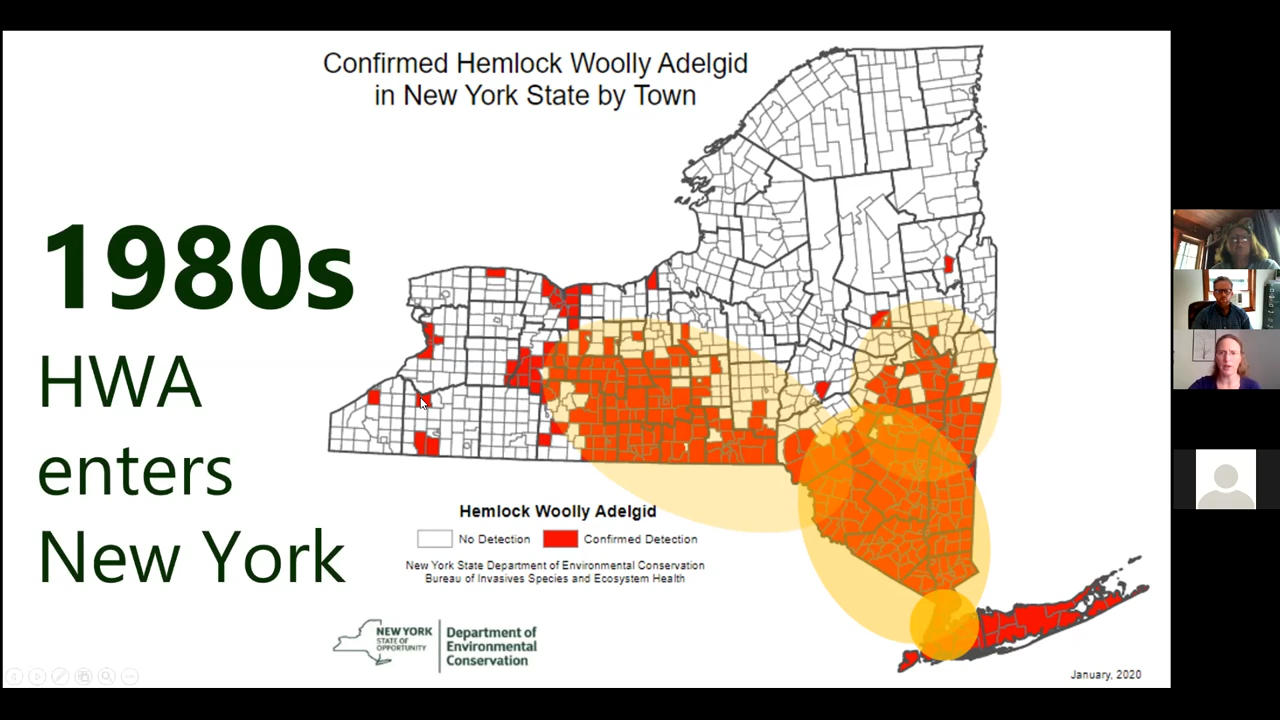 Confirmed Hemlock Woolly Adelgid
in New York State by Town
1980s
HWA
enters
New York
Hemlock Woolly Adelgid
No Detection
Confirmed Detection
New York State Department of Environmental Conservation
Bureau of Invasives Species and Ecosystem Health
NEW YORK
STATE OF
OPPORTUNITY
Department of
Environmental
Conservation
January, 2020